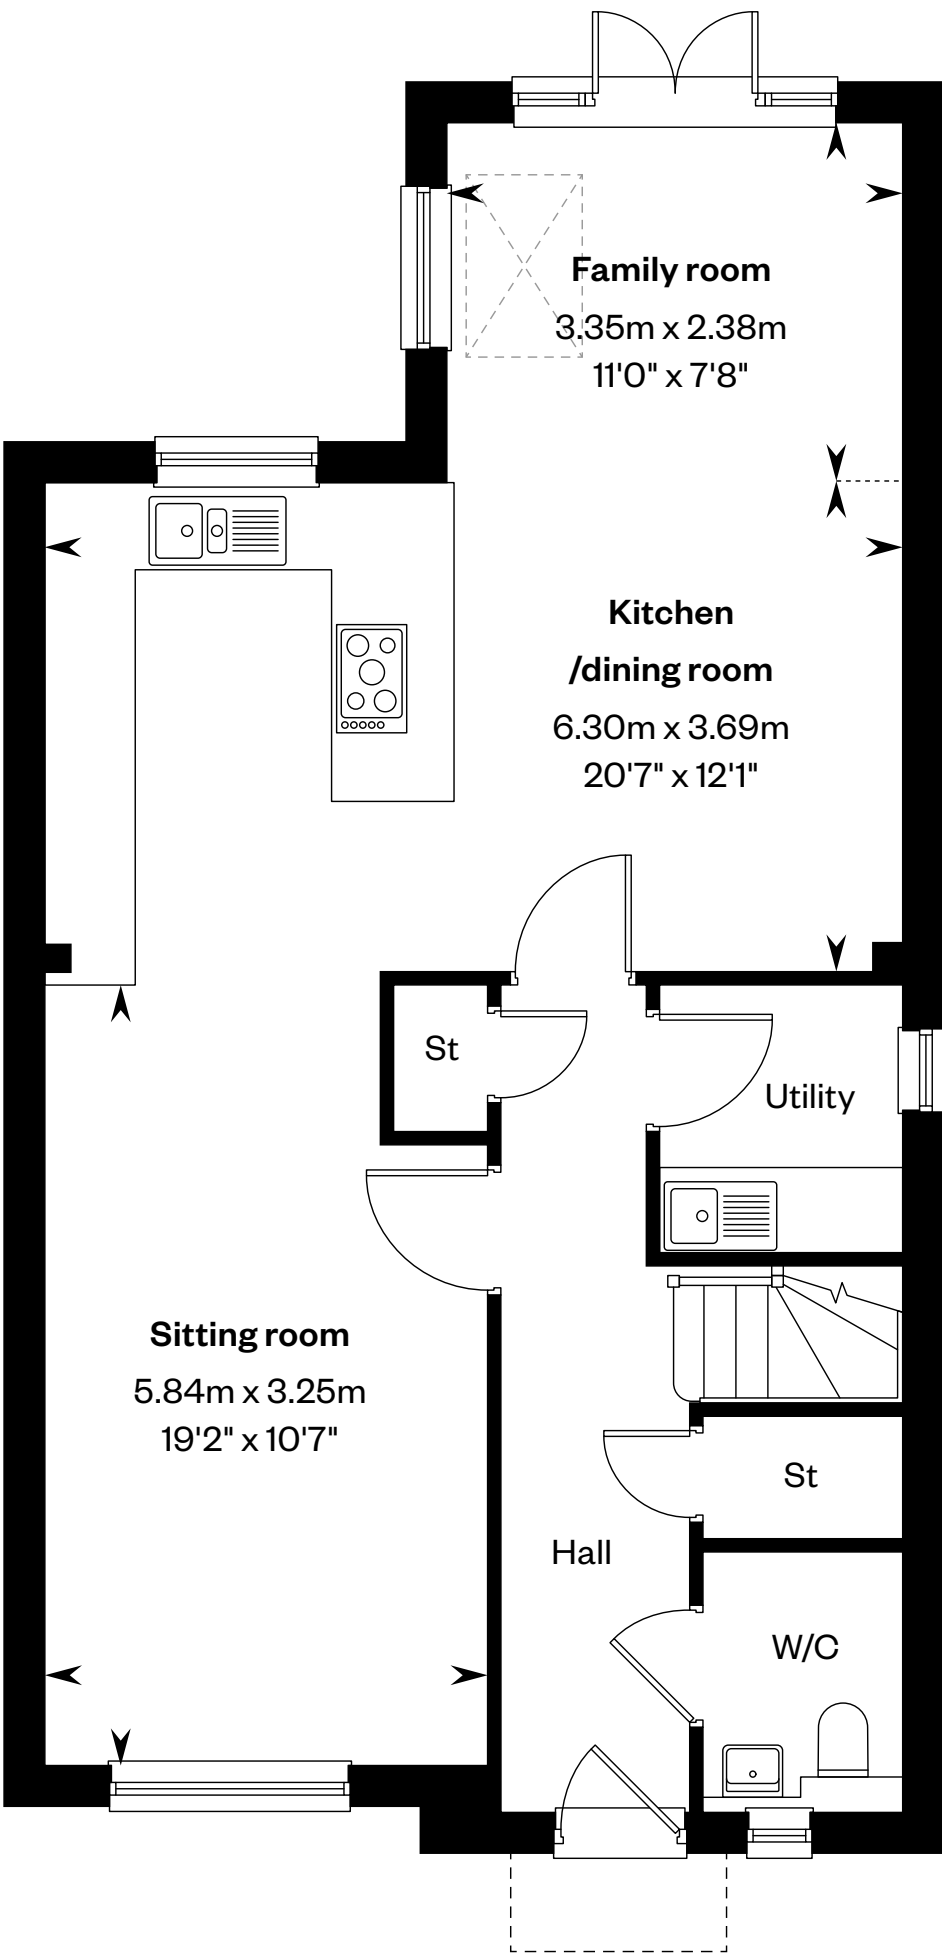 Family room
3.35m x 2.38m
11'0" x 7'8"
Kitchen
/dining room
6.30m x 3.69m
20'7" x 12'1"
St
Utility
Sitting room
5.84m x 3.25m
19'2" x 10'7"
St
Hall
W/C